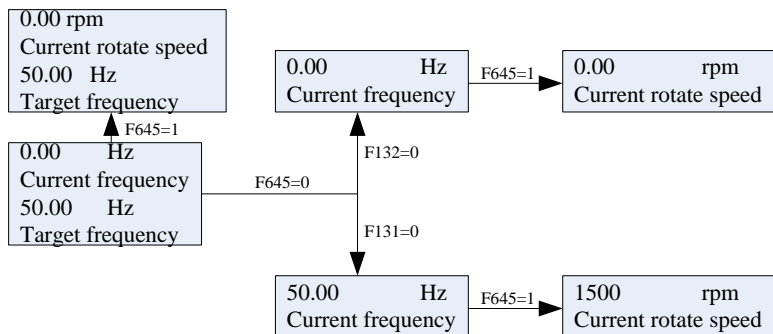 0.00 rpm
Current rotate speed
50.00 Hz
Target frequency
F645=1
0.00 Hz
Current frequency
50.00 Hz
Target frequency
F645=0
F132=0
F131=0
0.00 Hz
Current frequency
F645=1
0.00 rpm
Current rotate speed
50.00 Hz
Current frequency
F645=1
1500 rpm
Current rotate speed